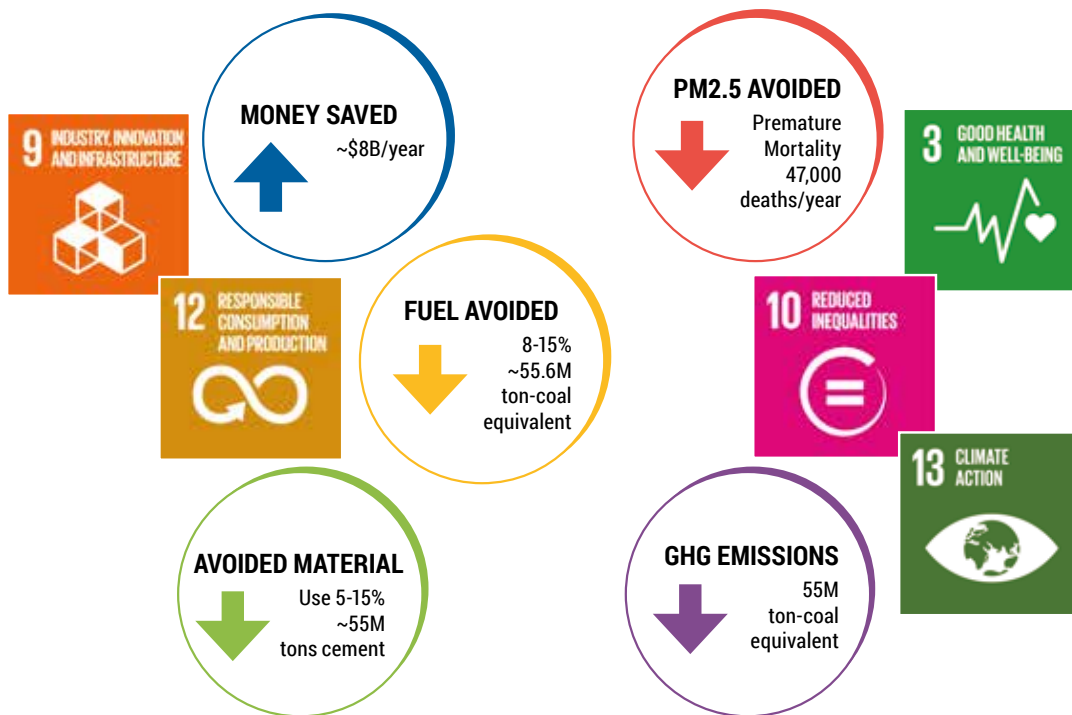 MONEY SAVED
~$8B/year
9 INDUSTRY, INNOVATION
AND INFRASTRUCTURE
12 RESPONSIBLE
CONSUMPTION
AND PRODUCTION
FUEL AVOIDED
8-15%
~55.6M
ton-coal
equivalent
AVOIDED MATERIAL
Use 5-15%
~55M
tons cement
PM2.5 AVOIDED
Premature
Mortality
47,000
deaths/year
3 GOOD HEALTH
AND WELL-BEING
10 REDUCED
INEQUALITIES
13 CLIMATE
ACTION
GHG EMISSIONS
55M
ton-coal
equivalent